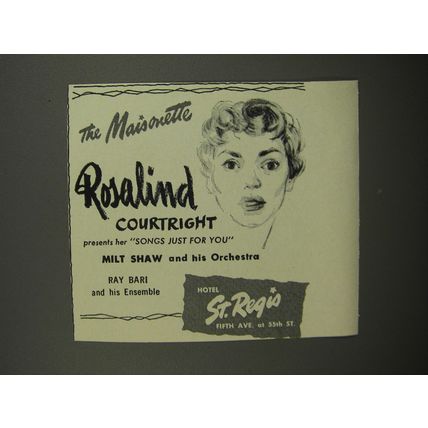 The Maisonette
Rosalind
COURTRIGHT
presents her "SONGS JUST FOR YOU"
MILT SHAW and his Orchestra
RAY BARI
and his Ensemble
HOTEL
St. Regis
FIFTH AVE. at 55th ST.